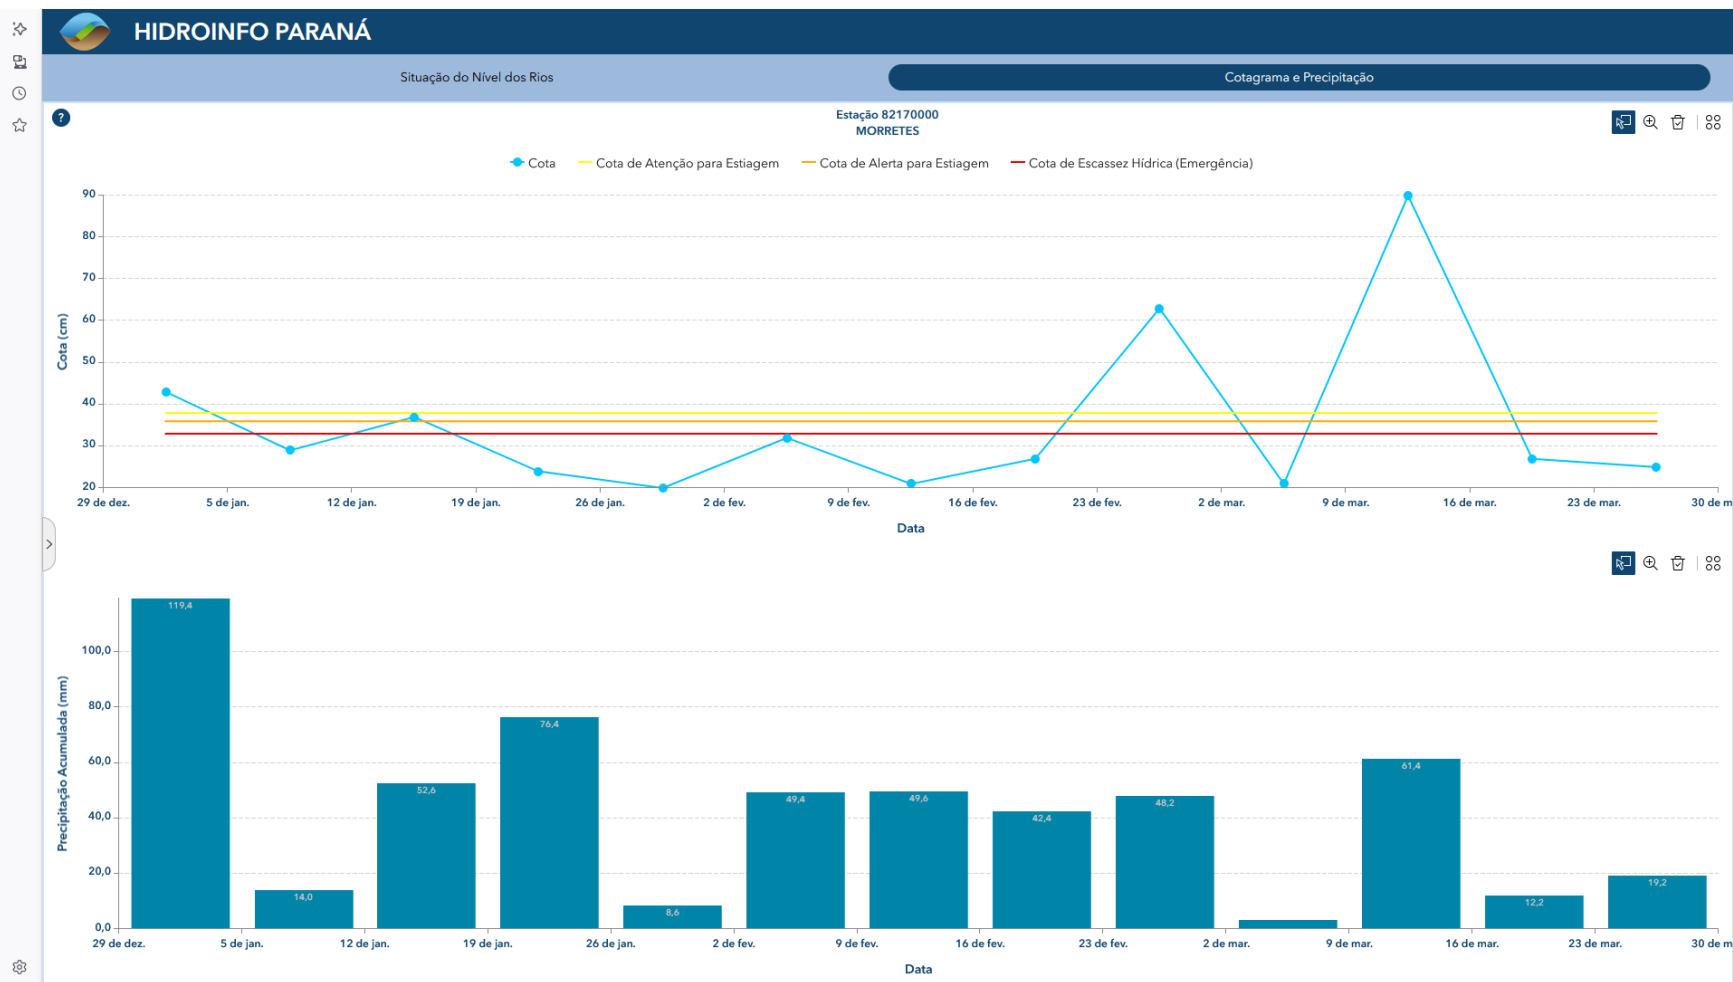 HIDROINFO PARANÁ
Situação do Nível dos Rios
Cotagrama e Precipitação
?
Estação 82170000
MORRETES
Cota
Cota de Atenção para Estiagem
Cota de Alerta para Estiagem
Cota de Escassez Hídrica (Emergência)
Cota (cm)
90
80
70
60
50
40
30
20
29 de dez.
5 de jan.
12 de jan.
19 de jan.
26 de jan.
2 de fev.
9 de fev.
16 de fev.
23 de fev.
2 de mar.
9 de mar.
16 de mar.
23 de mar.
30 de m
Data
Precipitação Acumulada (mm)
100,0
80,0
60,0
40,0
20,0
0,0
119,4
14,0
52,6
76,4
8,6
49,4
49,6
42,4
48,2
61,4
12,2
19,2
29 de dez.
5 de jan.
12 de jan.
19 de jan.
26 de jan.
2 de fev.
9 de fev.
16 de fev.
23 de fev.
2 de mar.
9 de mar.
16 de mar.
23 de mar.
30 de m
Data